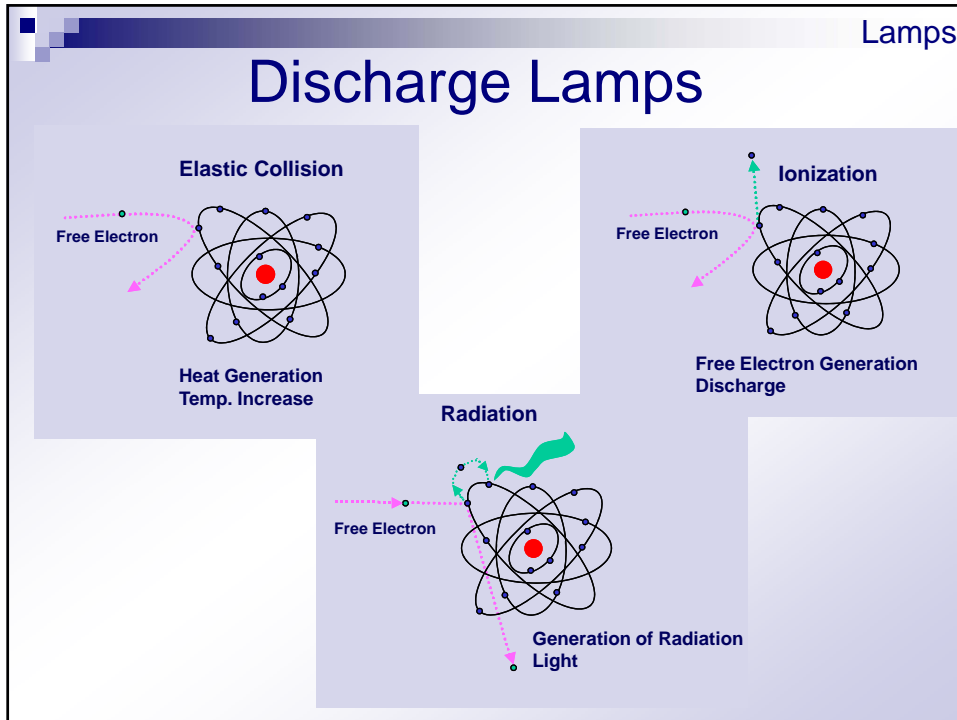 Lamps
Discharge Lamps
Elastic Collision
Free Electron
Heat Generation
Temp. Increase
Ionization
Free Electron
Free Electron Generation
Discharge
Radiation
Free Electron
Generation of Radiation
Light